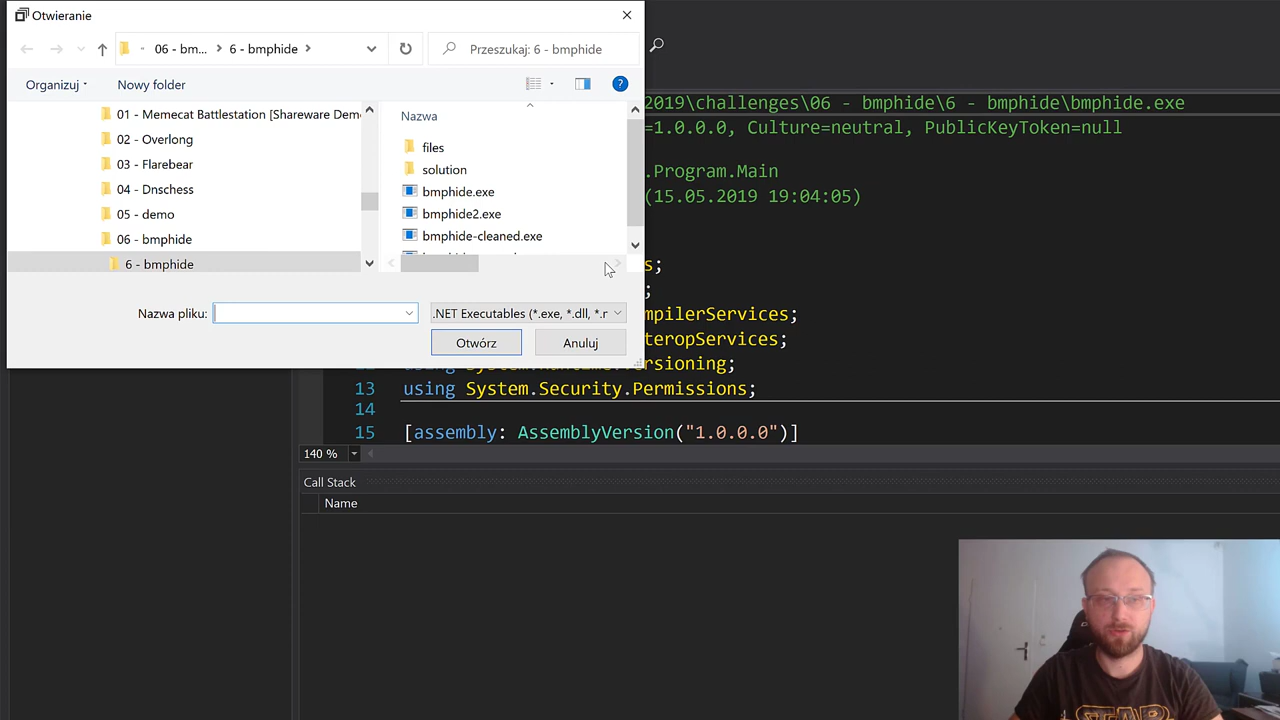 Otwieranie
06 - bm... 6 - bmphide
Przeszukaj: 6 - bmphide
Organizuj Nowy folder
01 - Memecat Battlestation [Shareware Dem
02 - Overlong
03 - Flarebear
04 - Dnschess
05 - demo
06 - bmphide
6 - bmphide
Nazwa
files
solution
bmphide.exe
bmphide2.exe
bmphide-cleaned.exe
Nazwa pliku:
.NET Executables (*.exe, *.dll, *.r
Otwórz Anuluj
2019\challenges\06 - bmphide\6 - bmphide\bmphide.exe
=1.0.0.0, Culture=neutral, PublicKeyToken=null
.Program.Main
(15.05.2019 19:04:05)
s;
;
mpilerServices;
teropServices;
ersioning;
13 using System.Security.Permissions;
14
15 [assembly: AssemblyVersion("1.0.0.0")]
140 %
Call Stack
Name